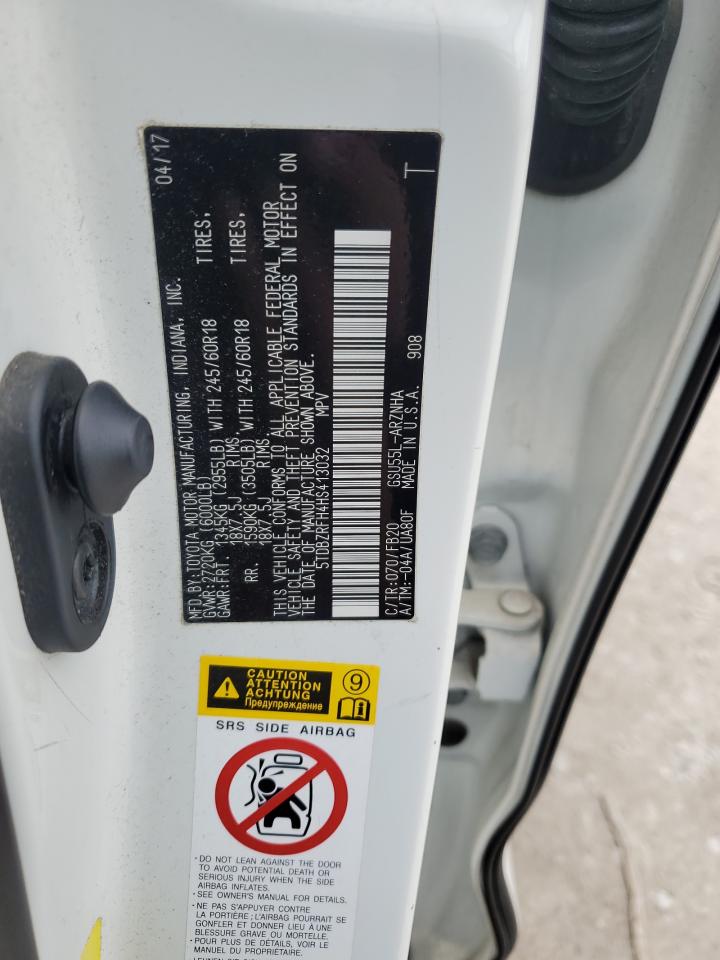 04/17
MFD.BY:TOYOTA MOTOR MANUFACTURING, INDIANA, INC.
GVWR:2720KG (6000LB)
GAWR:FRT. 1345KG (2955LB) WITH 245/60R18 TIRES,
18X7.5J RIMS
RR. 1590KG (3505LB) WITH 245/60R18 TIRES,
18X7.5J RIMS
THIS VEHICLE CONFORMS TO ALL APPLICABLE FEDERAL MOTOR
VEHICLE SAFETY AND THEFT PREVENTION STANDARDS IN EFFECT ON
THE DATE OF MANUFACTURE SHOWN ABOVE.
5TDBZRFH4HS413032 MPV
C/TR:070/FB20 GSU55L-ARZNHA
A/TM:-04A/UA80F MADE IN U.S.A. 908 T
CAUTION
ATTENTION
ACHTUNG
Предупреждение
9
SRS SIDE AIRBAG
· DO NOT LEAN AGAINST THE DOOR
TO AVOID POTENTIAL DEATH OR
SERIOUS INJURY WHEN THE SIDE
AIRBAG INFLATES.
· SEE OWNER'S MANUAL FOR DETAILS.
· NE PAS S'APPUYER CONTRE
LA PORTIÈRE; L'AIRBAG POURRAIT SE
GONFLER ET DONNER LIEU À UNE
BLESSURE GRAVE OU MORTELLE.
· POUR PLUS DE DÉTAILS, VOIR LE
MANUEL DU PROPRIÉTAIRE.